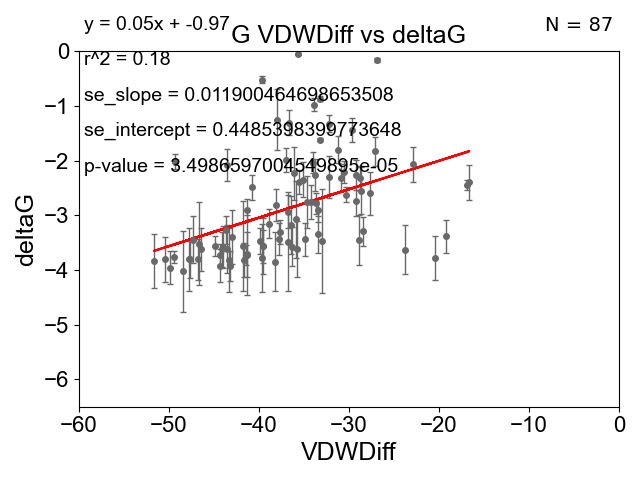 y = 0.05x + -0.97
N = 87
G VDWDiff vs deltaG
r^2 = 0.18
se_slope = 0.011900464698653508
se_intercept = 0.4485398399773648
p-value = 3.4986597004549895e-05
deltaG
0
−1
−2
−3
−4
−5
−6
−60
−50
−40
−30
−20
−10
0
VDWDiff